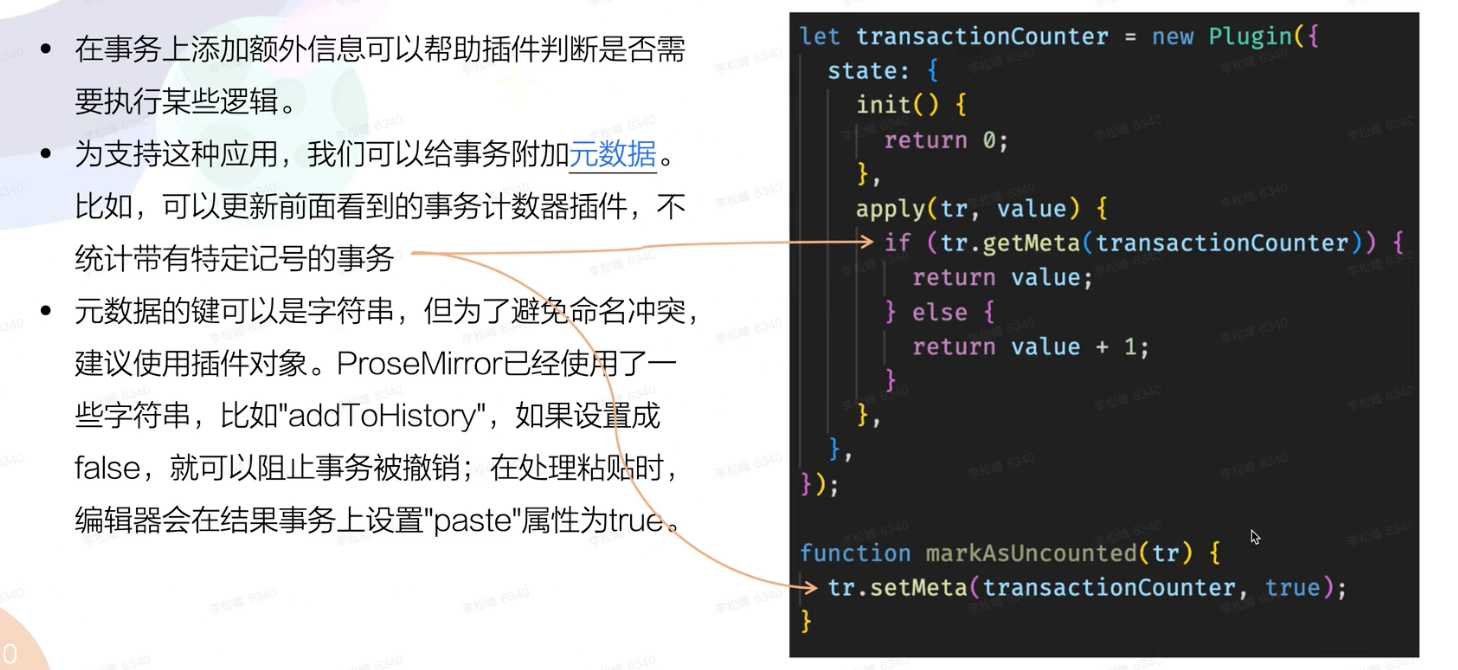 在事务上添加额外信息可以帮助插件判断是否需
要执行某些逻辑。
为支持这种应用，我们可以给事务附加元数据。
比如，可以更新前面看到的事务计数器插件，不
统计带有特定记号的事务
元数据的键可以是字符串，但为了避免命名冲突，
建议使用插件对象。ProseMirror已经使用了一
些字符串，比如"addToHistory"，如果设置成
false，就可以阻止事务被撤销；在处理粘贴时，
编辑器会在结果事务上设置"paste"属性为true。
let transactionCounter = new Plugin({
state: {
init() {
return 0;
},
apply(tr, value) {
if (tr.getMeta(transactionCounter)) {
return value;
} else {
return value + 1;
}
},
},
});
function markAsUncounted(tr) {
tr.setMeta(transactionCounter, true);
}
李松峰 6340
0